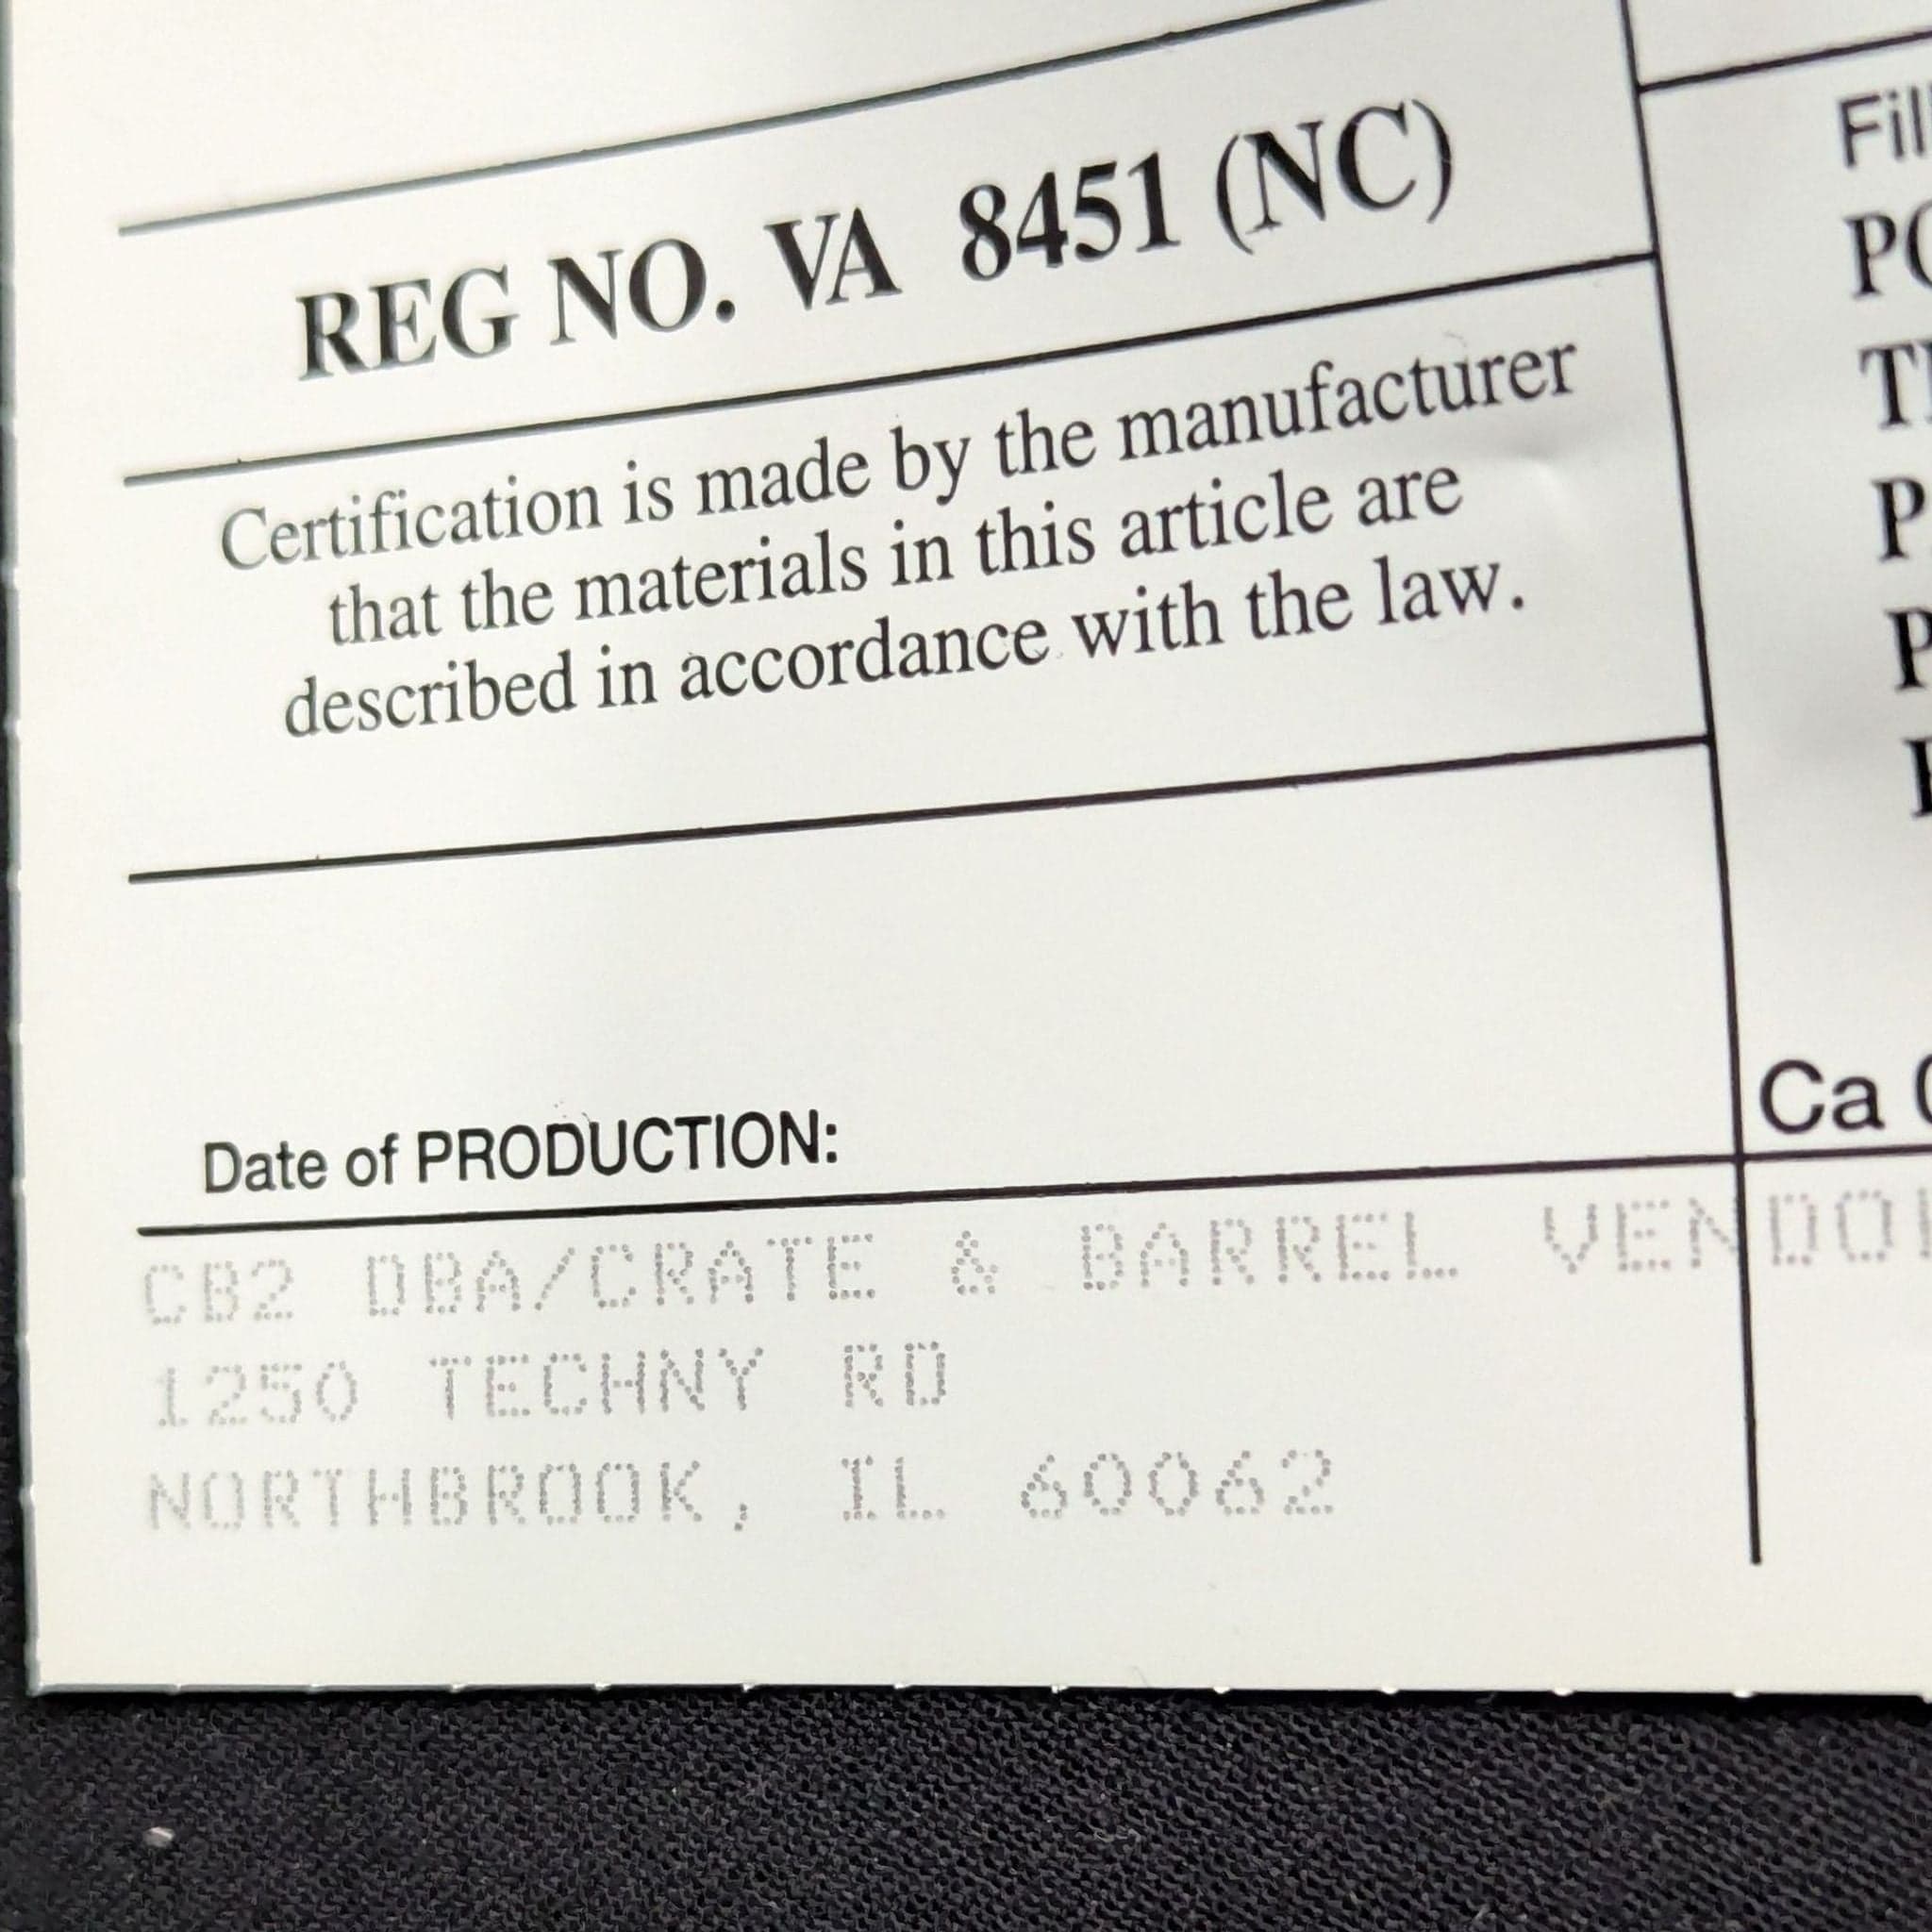 REG NO. VA 8451 (NC)
Certification is made by the manufacturer
that the materials in this article are
described in accordance with the law.
Date of PRODUCTION:
CB2 DBA/CRATE & BARREL
1250 TECHNY RD
NORTHBROOK, IL 60062
Ca